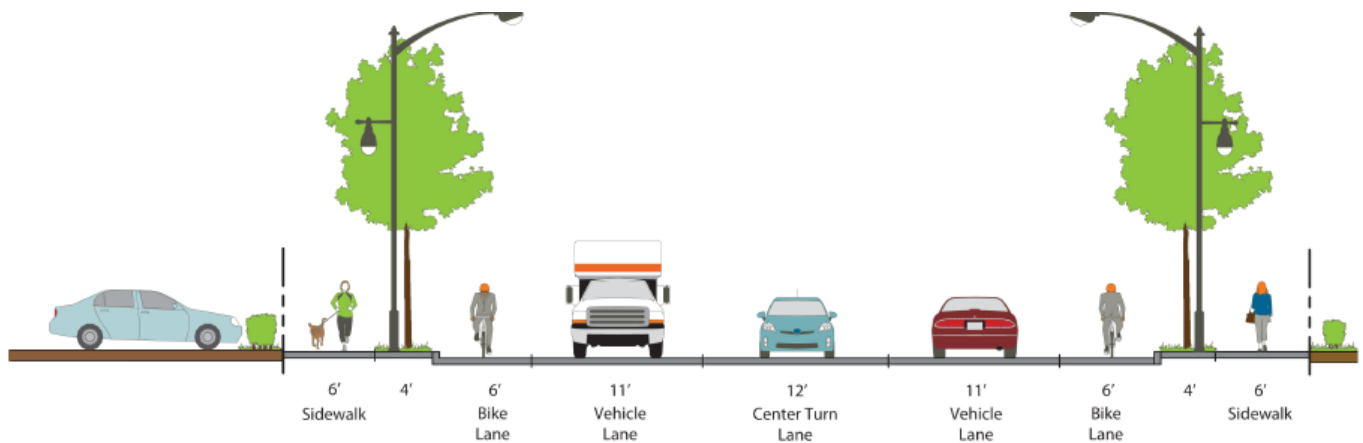 6’ 4’ 6’ 11’ 12’ 11’ 6’ 4’ 6’
Sidewalk Bike Vehicle Center Turn Vehicle Bike Sidewalk
Lane Lane Lane Lane Lane